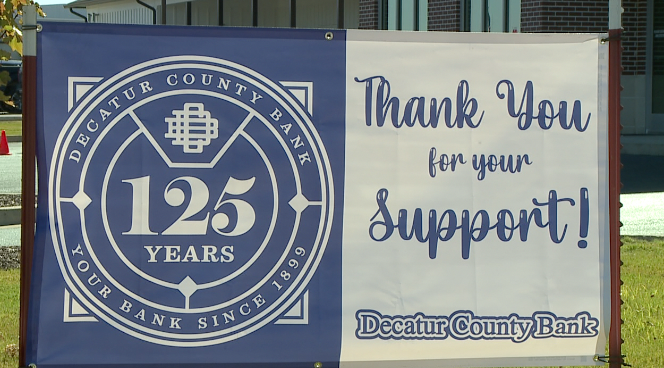 DECATUR COUNTY BANK
125
YEARS
YOUR BANK SINCE 1899
Thank You
for your
Support!
Decatur County Bank